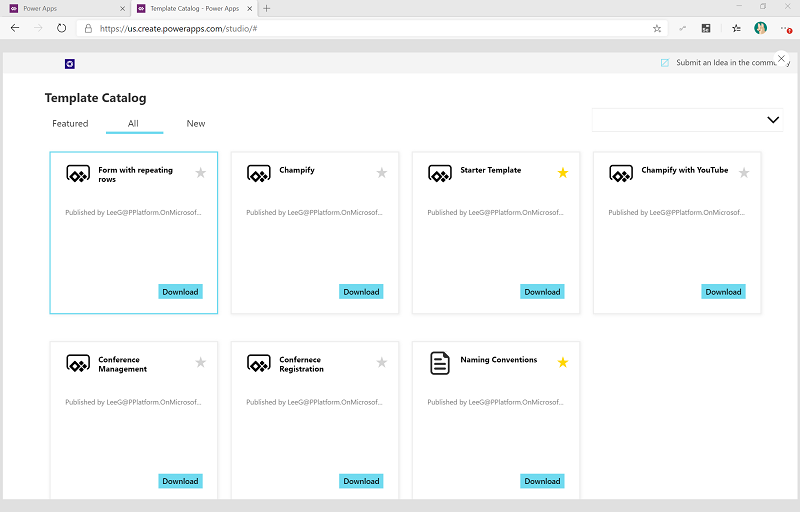 Power Apps
Template Catalog - Power Apps
https://us.create.powerapps.com/studio/#
Submit an Idea in the comm
Template Catalog
Featured
All
New
Form with repeating
rows
Published by LeeG@PPlatform.OnMicrosof...
Download
Champify
Published by LeeG@PPlatform.OnMicrosof...
Download
Starter Template
Published by LeeG@PPlatform.OnMicrosof...
Download
Champify with YouTube
Published by LeeG@PPlatform.OnMicrosof...
Download
Conference
Management
Published by LeeG@PPlatform.OnMicrosof...
Download
Confernece
Registration
Published by LeeG@PPlatform.OnMicrosof...
Download
Naming Conventions
Published by LeeG@PPlatform.OnMicrosof...
Download